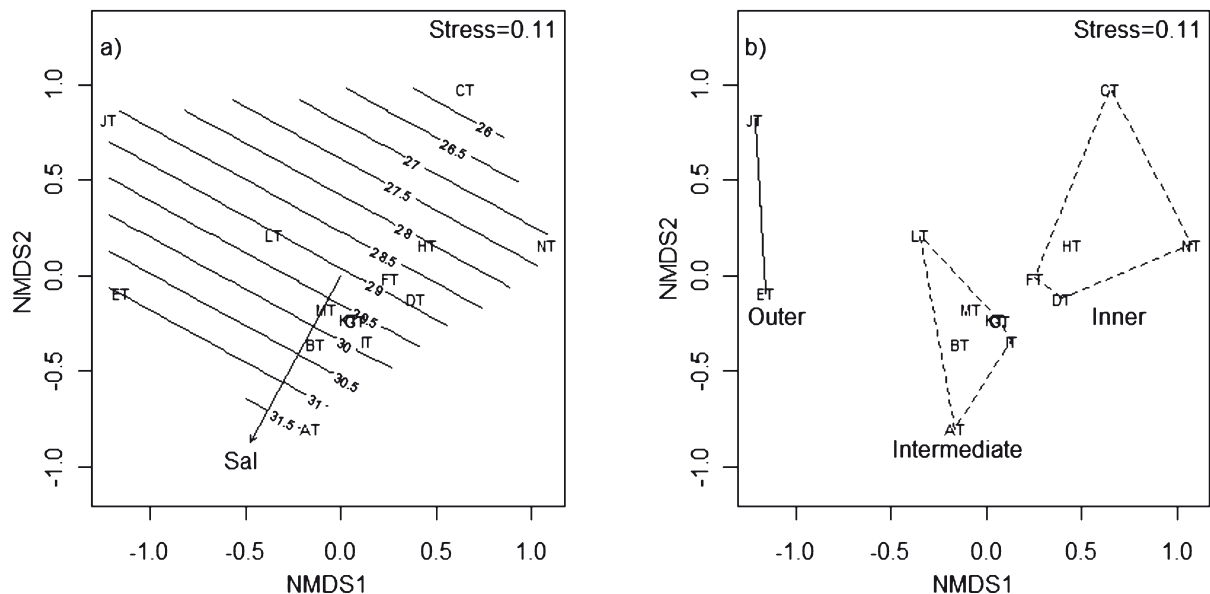 a)
Stress=0.11
CT
JT
26
26.5
27
27.5
LT
28
HT
NT
28.5
FT
ET
29
DT
MT
29.5
BT
30
IT
30.5
31
31.5
AT
Sal
1.0
0.5
0.0
-0.5
-1.0
NMDS2
-1.0
-0.5
0.0
0.5
1.0
NMDS1
b)
Stress=0.11
CT
JT
LT
HT
NT
FT
ET
DT
Outer
Inner
MT
BT
IT
AT
Intermediate
1.0
0.5
0.0
-0.5
-1.0
NMDS2
-1.0
-0.5
0.0
0.5
1.0
NMDS1